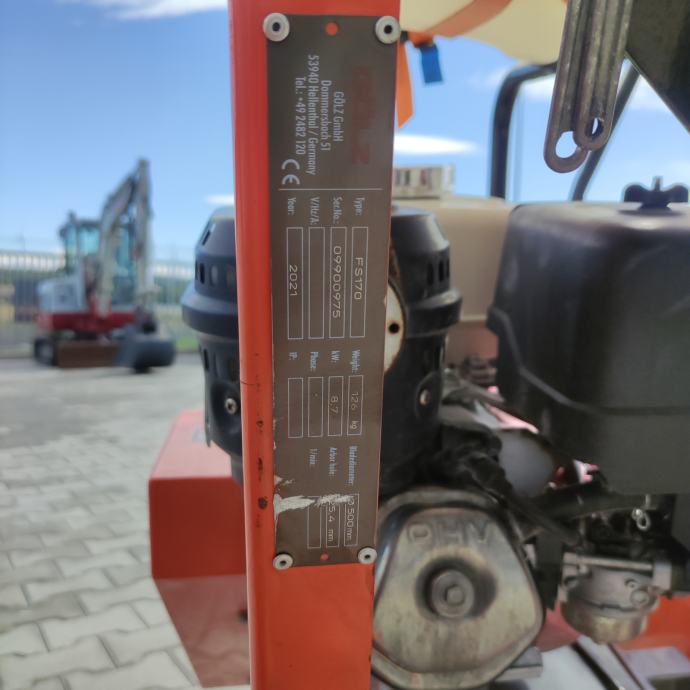 GÖLZ
GÖLZ GmbH
Dommersbach 51
53940 Hellenthal / Germany
Tel.: +49 2482 120
CE
Type: FS170 Weight: 126 kg Bladediameter: Ø 500 mm
Ser.No.: 09900975 kW: 8.7 Arbor hole: 25.4 mm
V/Hz/A: Phase: 1/min:
Year: 2021 IP:
OHV